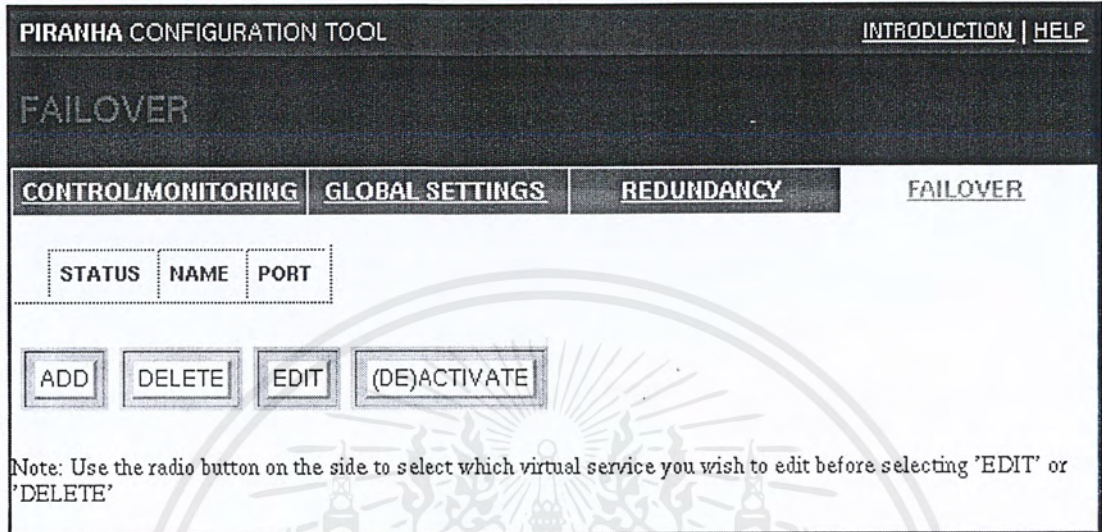 PIRANHA CONFIGURATION TOOL INTRODUCTION | HELP
FAILOVER
CONTROL/MONITORING GLOBAL SETTINGS REDUNDANCY FAILOVER
STATUS NAME PORT
ADD DELETE EDIT (DE)ACTIVATE
Note: Use the radio button on the side to select which virtual service you wish to edit before selecting 'EDIT' or
'DELETE'